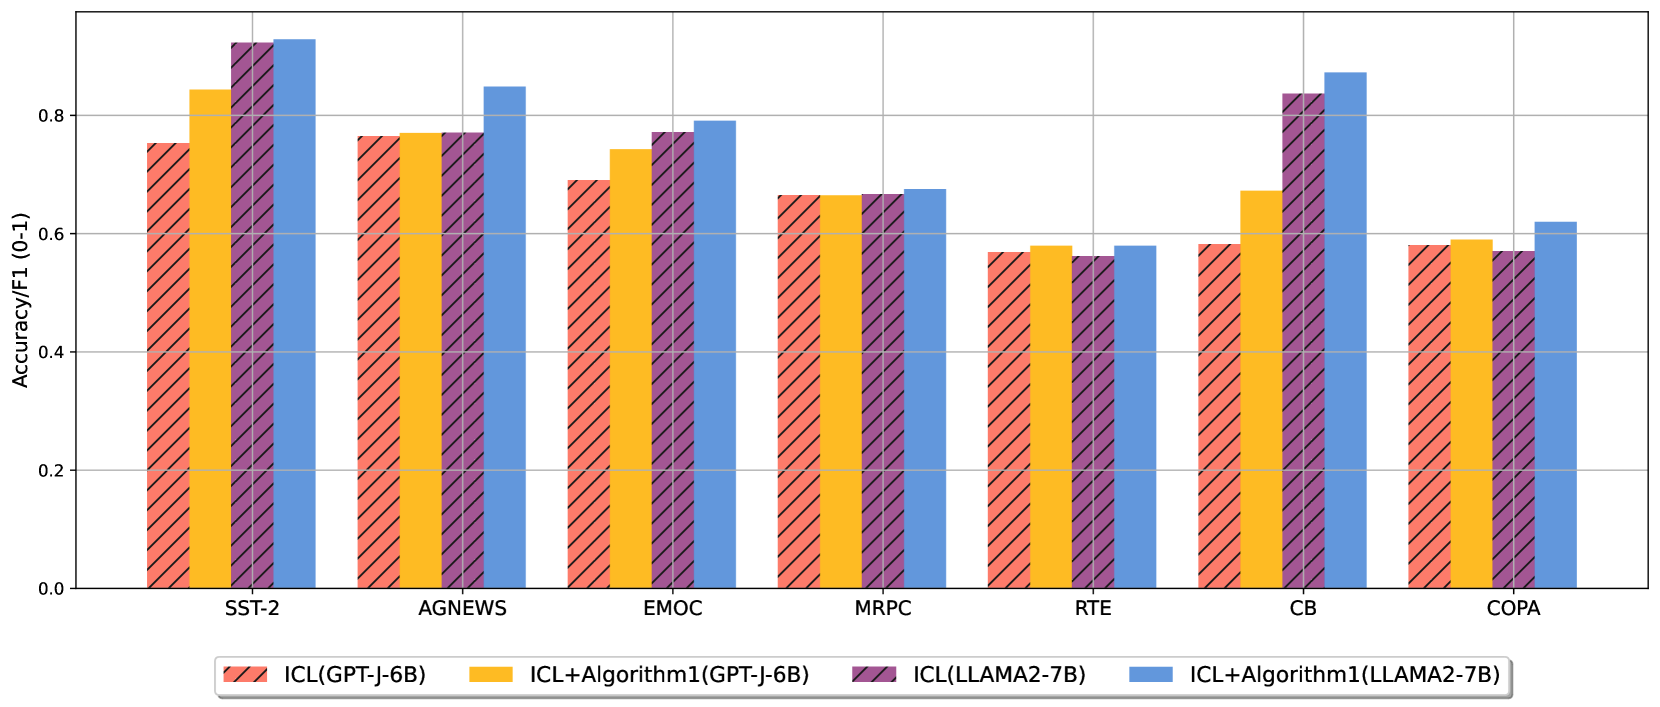 Accuracy/F1 (0-1)
0.8
0.6
0.4
0.2
0.0
SST-2 AGNEWS EMOC MRPC RTE CB COPA
ICL(GPT-J-6B) ICL+Algorithm1(GPT-J-6B) ICL(LLAMA2-7B) ICL+Algorithm1(LLAMA2-7B)